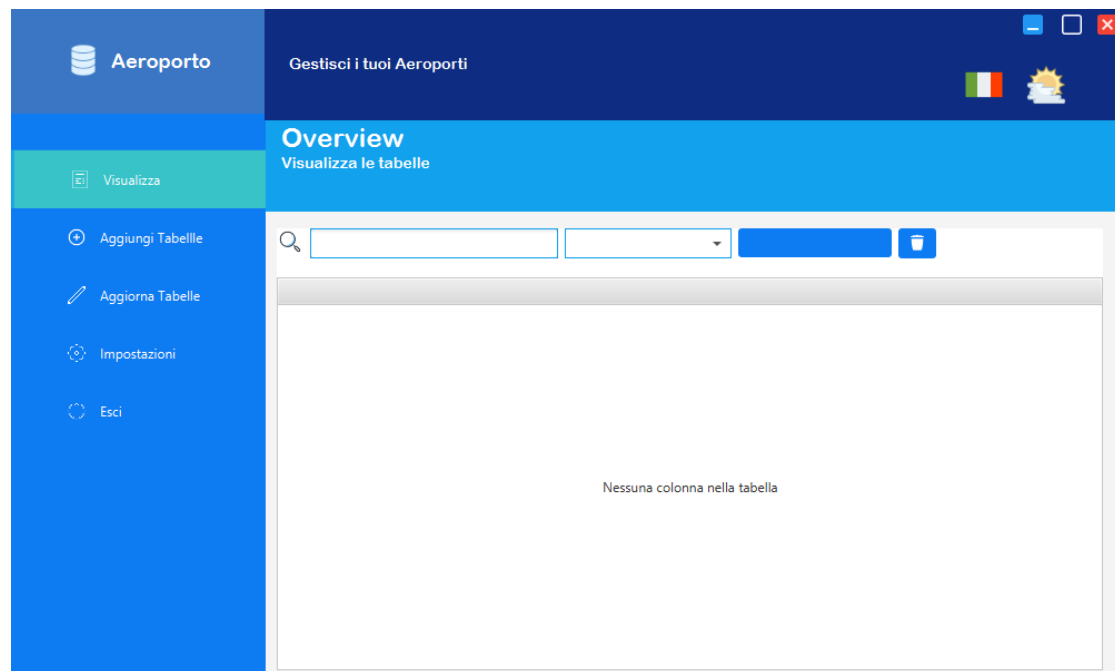 Aeroporto
Gestisci i tuoi Aeroporti
Overview
Visualizza le tabelle
Visualizza
Aggiungi Tabellle
Aggiorna Tabelle
Impostazioni
Esci
Nessuna colonna nella tabella